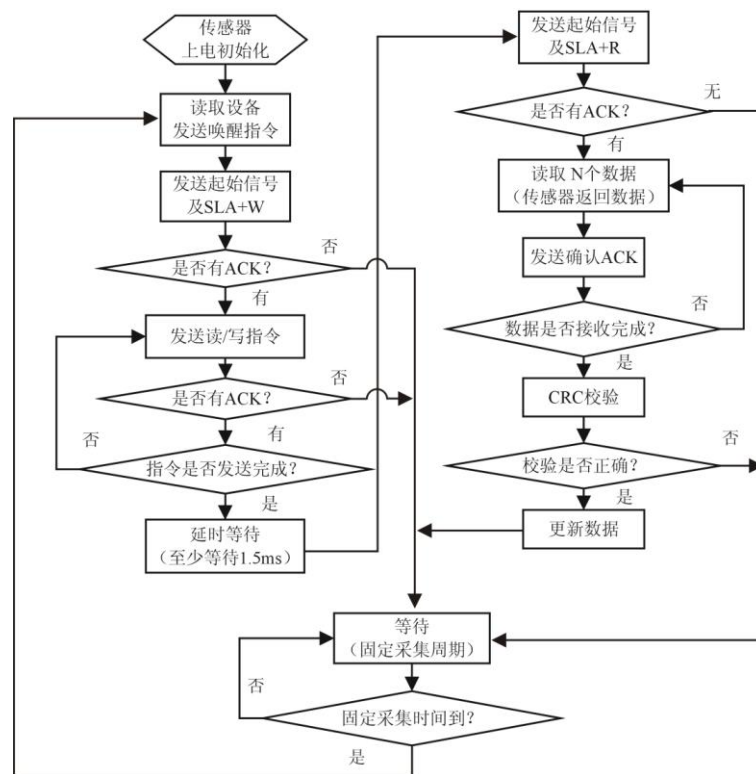 传感器
上电初始化
读取设备
发送唤醒指令
发送起始信号
及SLA+W
否
是否有ACK?
有
发送读/写指令
否
是否有ACK?
有
否
指令是否发送完成?
是
延时等待
（至少等待1.5ms）
发送起始信号
及SLA+R
无
是否有ACK?
有
读取 N个数据
（传感器返回数据）
发送确认ACK
否
数据是否接收完成?
是
CRC校验
否
校验是否正确?
是
更新数据
等待
（固定采集周期）
否
固定采集时间到?
是